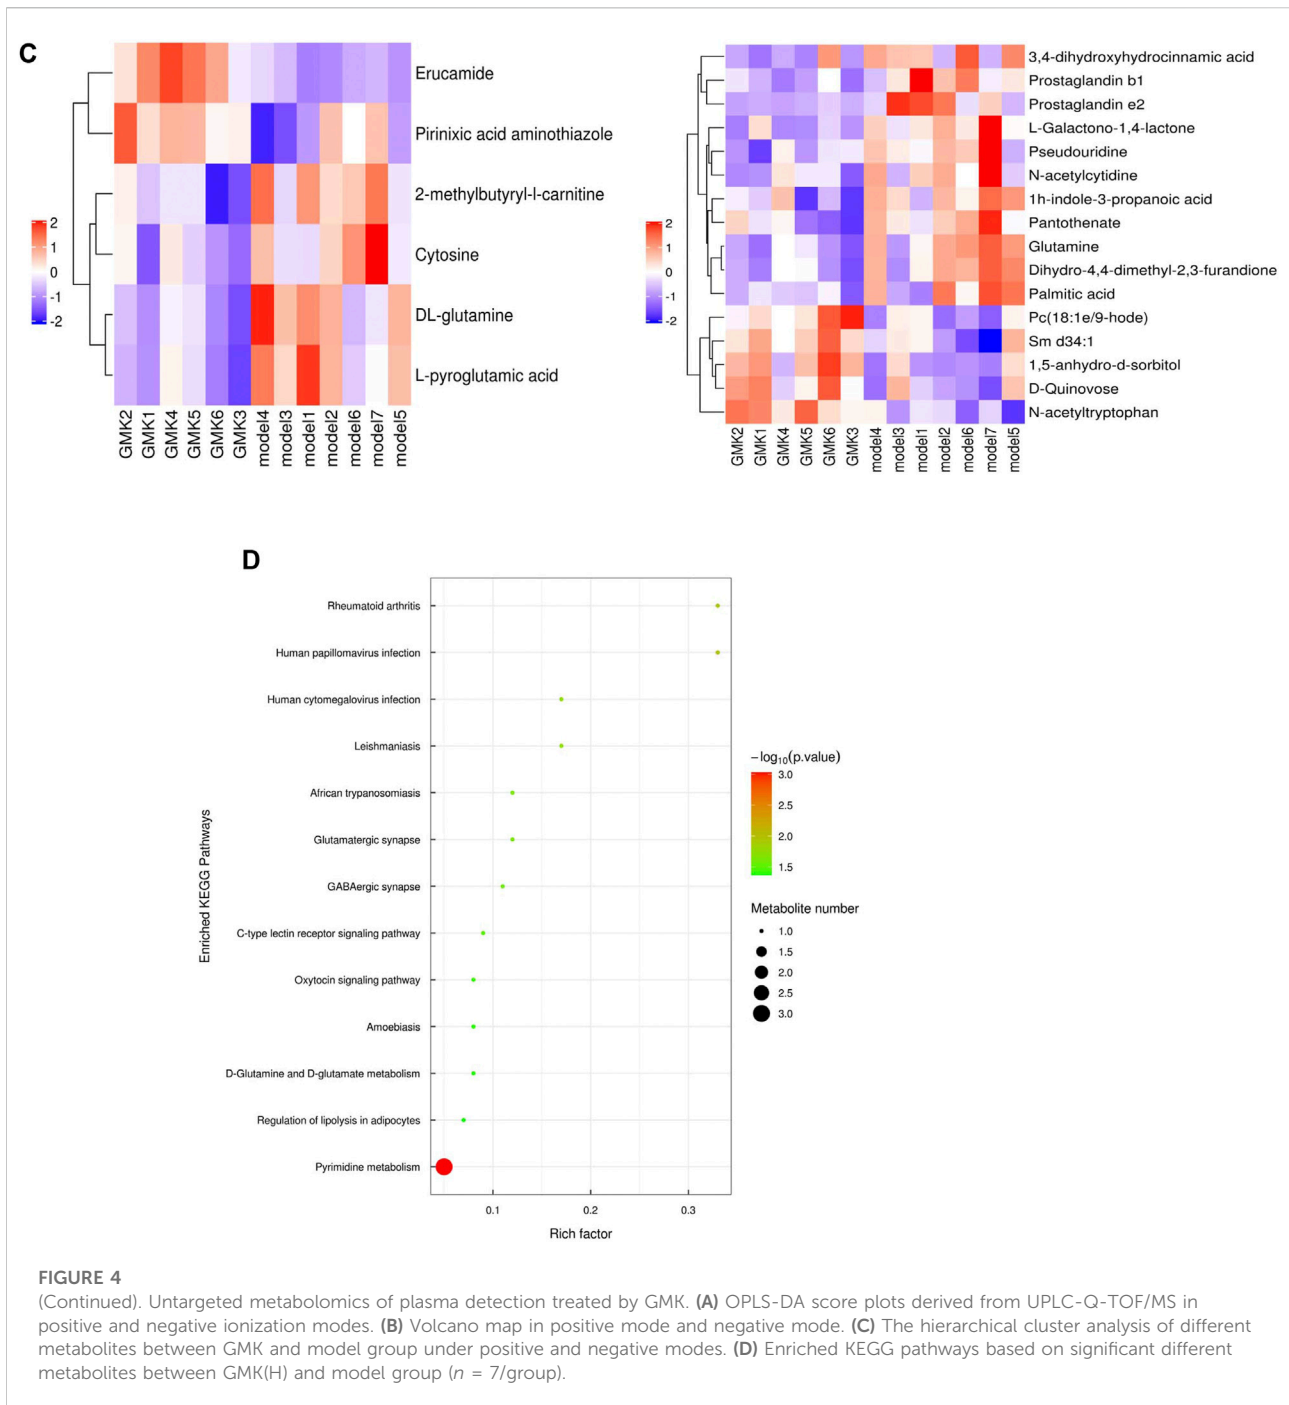 C
Erucamide
Pirinixic acid aminothiazole
2-methylbutyryl-l-carnitine
Cytosine
DL-glutamine
L-pyroglutamic acid
2
1
0
-1
-2
GMK2
GMK1
GMK4
GMK5
GMK6
GMK3
model4
model3
model1
model2
model6
model7
model5
3,4-dihydroxyhydrocinnamic acid
Prostaglandin b1
Prostaglandin e2
L-Galactono-1,4-lactone
Pseudouridine
N-acetylcytidine
1h-indole-3-propanoic acid
Pantothenate
Glutamine
Dihydro-4,4-dimethyl-2,3-furandione
Palmitic acid
Pc(18:1e/9-hode)
Sm d34:1
1,5-anhydro-d-sorbitol
D-Quinovose
N-acetyltryptophan
2
1
0
-1
-2
GMK2
GMK1
GMK4
GMK5
GMK6
GMK3
model4
model3
model1
model2
model6
model7
model5
D
Enriched KEGG Pathways
Rheumatoid arthritis
Human papillomavirus infection
Human cytomegalovirus infection
Leishmaniasis
African trypanosomiasis
Glutamatergic synapse
GABAergic synapse
C-type lectin receptor signaling pathway
Oxytocin signaling pathway
Amoebiasis
D-Glutamine and D-glutamate metabolism
Regulation of lipolysis in adipocytes
Pyrimidine metabolism
0.1
0.2
0.3
Rich factor
−log10(p.value)
3.0
2.5
2.0
1.5
Metabolite number
1.0
1.5
2.0
2.5
3.0
FIGURE 4
(Continued). Untargeted metabolomics of plasma detection treated by GMK. (A) OPLS-DA score plots derived from UPLC-Q-TOF/MS in
positive and negative ionization modes. (B) Volcano map in positive mode and negative mode. (C) The hierarchical cluster analysis of different
metabolites between GMK and model group under positive and negative modes. (D) Enriched KEGG pathways based on significant different
metabolites between GMK(H) and model group (n = 7/group).